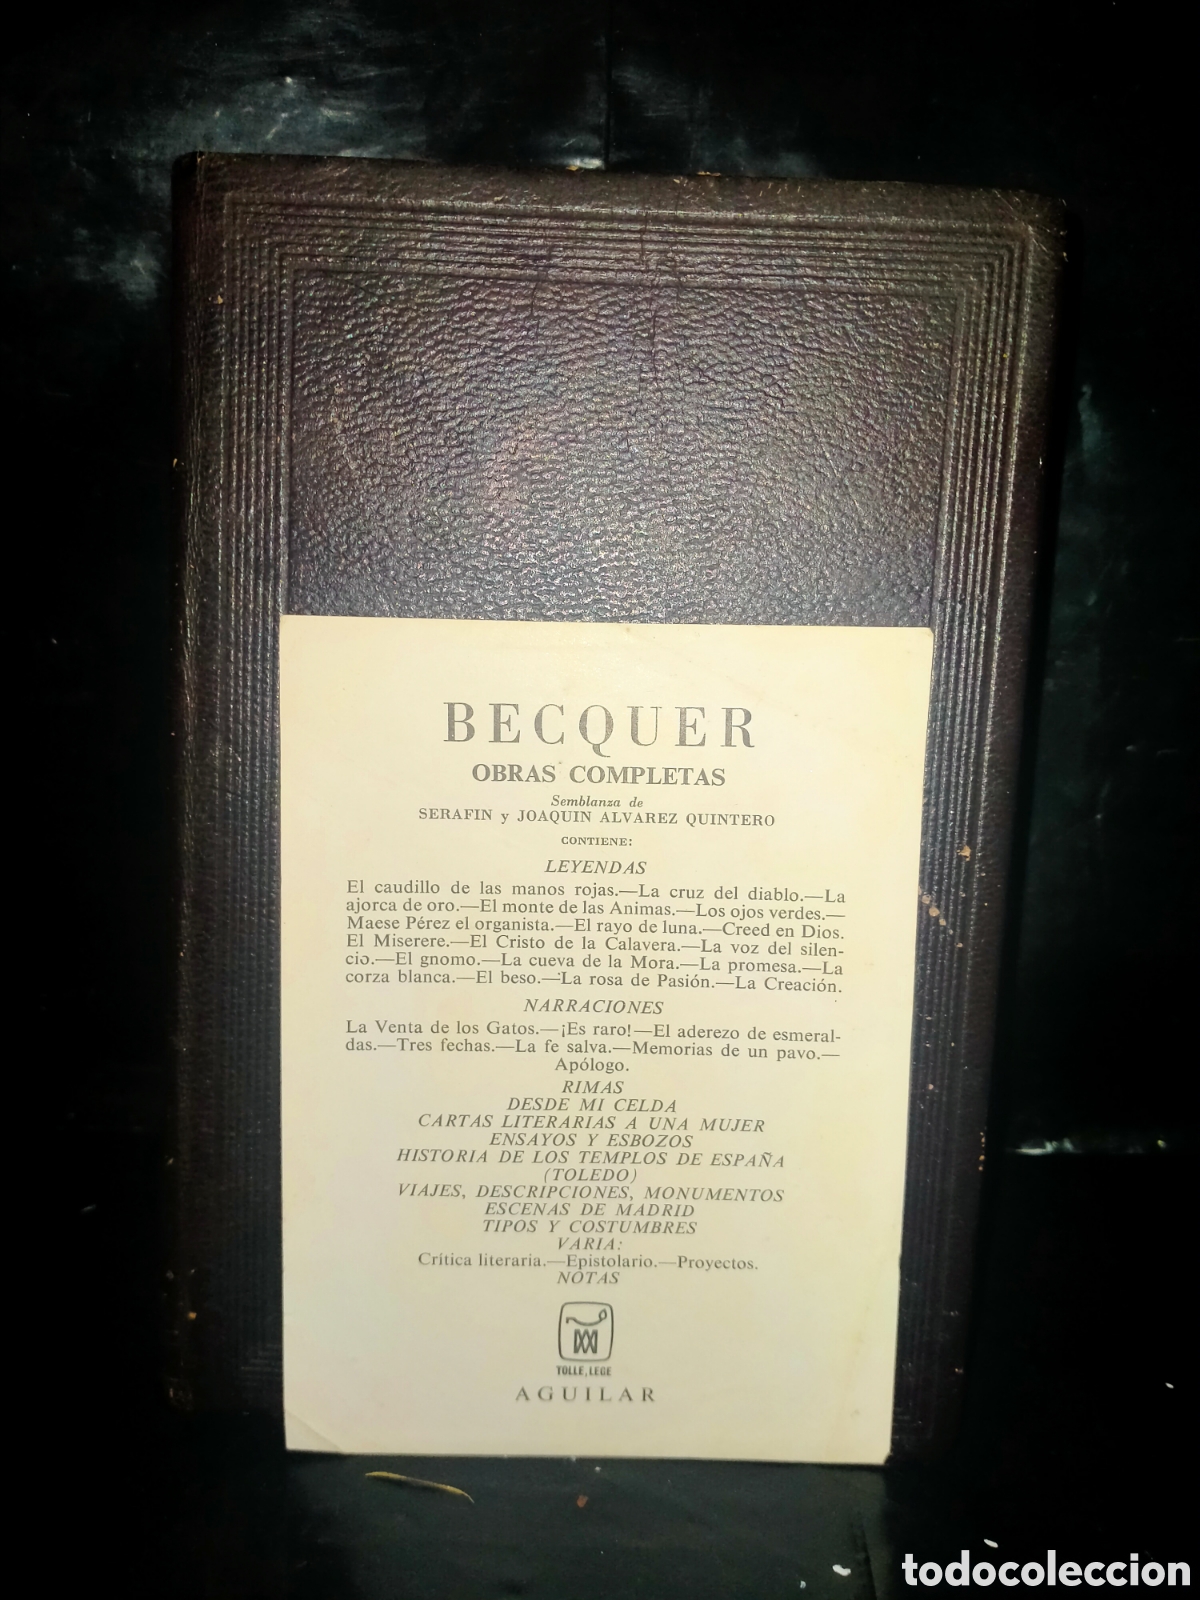 BECQUER
OBRAS COMPLETAS
Semblanza de
SERAFIN y JOAQUIN ALVAREZ QUINTERO
CONTIENE:
LEYENDAS
El caudillo de las manos rojas.—La cruz del diablo.—La
ajorca de oro.—El monte de las Animas.—Los ojos verdes.—
Maese Pérez el organista.—El rayo de luna.—Creed en Dios.
El Miserere.—El Cristo de la Calavera.—La voz del silen-
cio.—El gnomo.—La cueva de la Mora.—La promesa.—La
corza blanca.—El beso.—La rosa de Pasión.—La Creación.
NARRACIONES
La Venta de los Gatos.—¡Es raro!—El aderezo de esmeral-
das.—Tres fechas.—La fe salva.—Memorias de un pavo.—
Apólogo.
RIMAS
DESDE MI CELDA
CARTAS LITERARIAS A UNA MUJER
ENSAYOS Y ESBOZOS
HISTORIA DE LOS TEMPLOS DE ESPAÑA
(TOLEDO)
VIAJES, DESCRIPCIONES, MONUMENTOS
ESCENAS DE MADRID
TIPOS Y COSTUMBRES
VARIA:
Crítica literaria.—Epistolario.—Proyectos.
NOTAS
TOLLE, LEGE
AGUILAR
todocoleccion